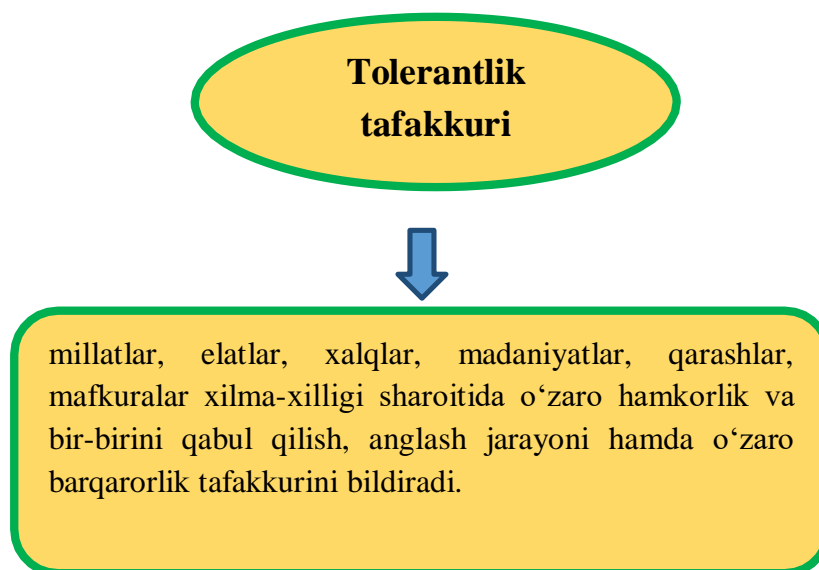 Tolerantlik
tafakkuri
millatlar, elatlar, xalqlar, madaniyatlar, qarashlar,
mafkuralar xilma-xilligi sharoitida o‘zaro hamkorlik va
bir-birini qabul qilish, anglash jarayoni hamda o‘zaro
barqarorlik tafakkurini bildiradi.